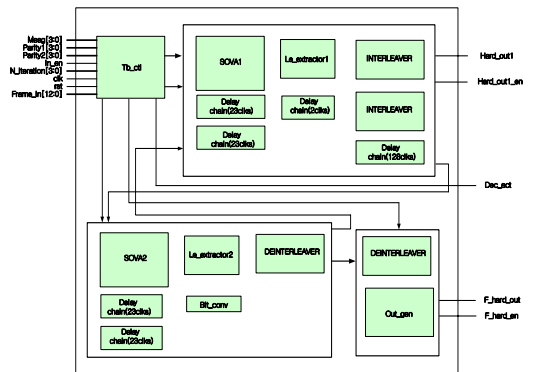 Mesg[3:0]
Parity1[3:0]
Parity2[3:0]
in_en
N_iteration[3:0]
clk
rst
Frame_in[12:0]
Tb_ctl
SOVA1
Le_extractor1
INTERLEAVER
Delay
chain(23clks)
Delay
chain(2clks)
INTERLEAVER
Delay
chain(23clks)
Delay
chain(128clks)
Hard_out1
Hard_out1_en
Dec_act
SOVA2
Le_extractor2
DEINTERLEAVER
Delay
chain(23clks)
Bit_conv
Delay
chain(23clks)
DEINTERLEAVER
Out_gen
F_hard_out
F_hard_en